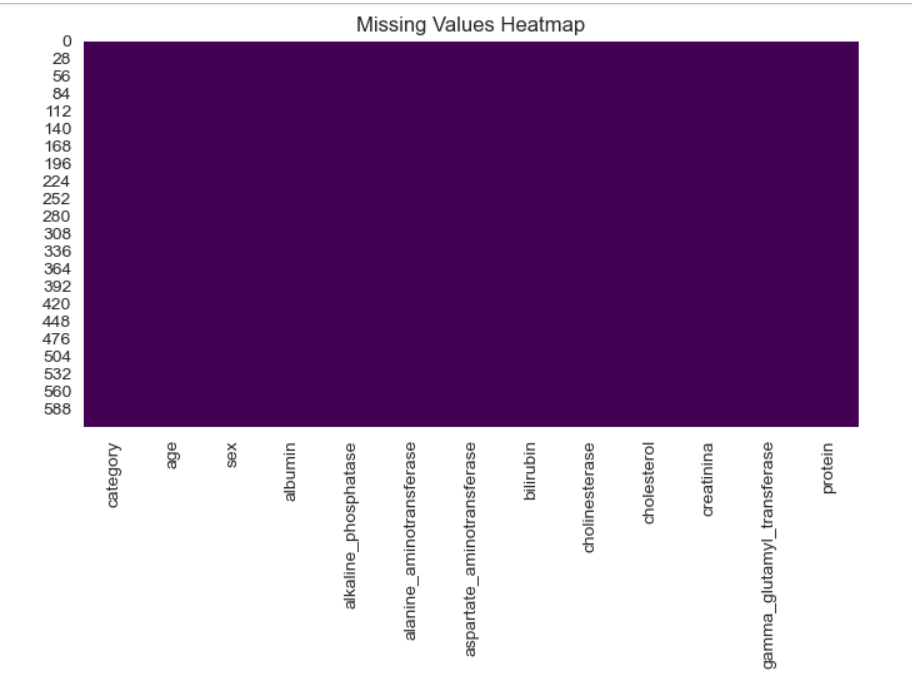 Missing Values Heatmap
0
28
56
84
112
140
168
196
224
252
280
308
336
364
392
420
448
476
504
532
560
588
category
age
sex
albumin
alkaline_phosphatase
alanine_aminotransferase
aspartate_aminotransferase
bilirubin
cholinesterase
cholesterol
creatinina
gamma_glutamyl_transferase
protein